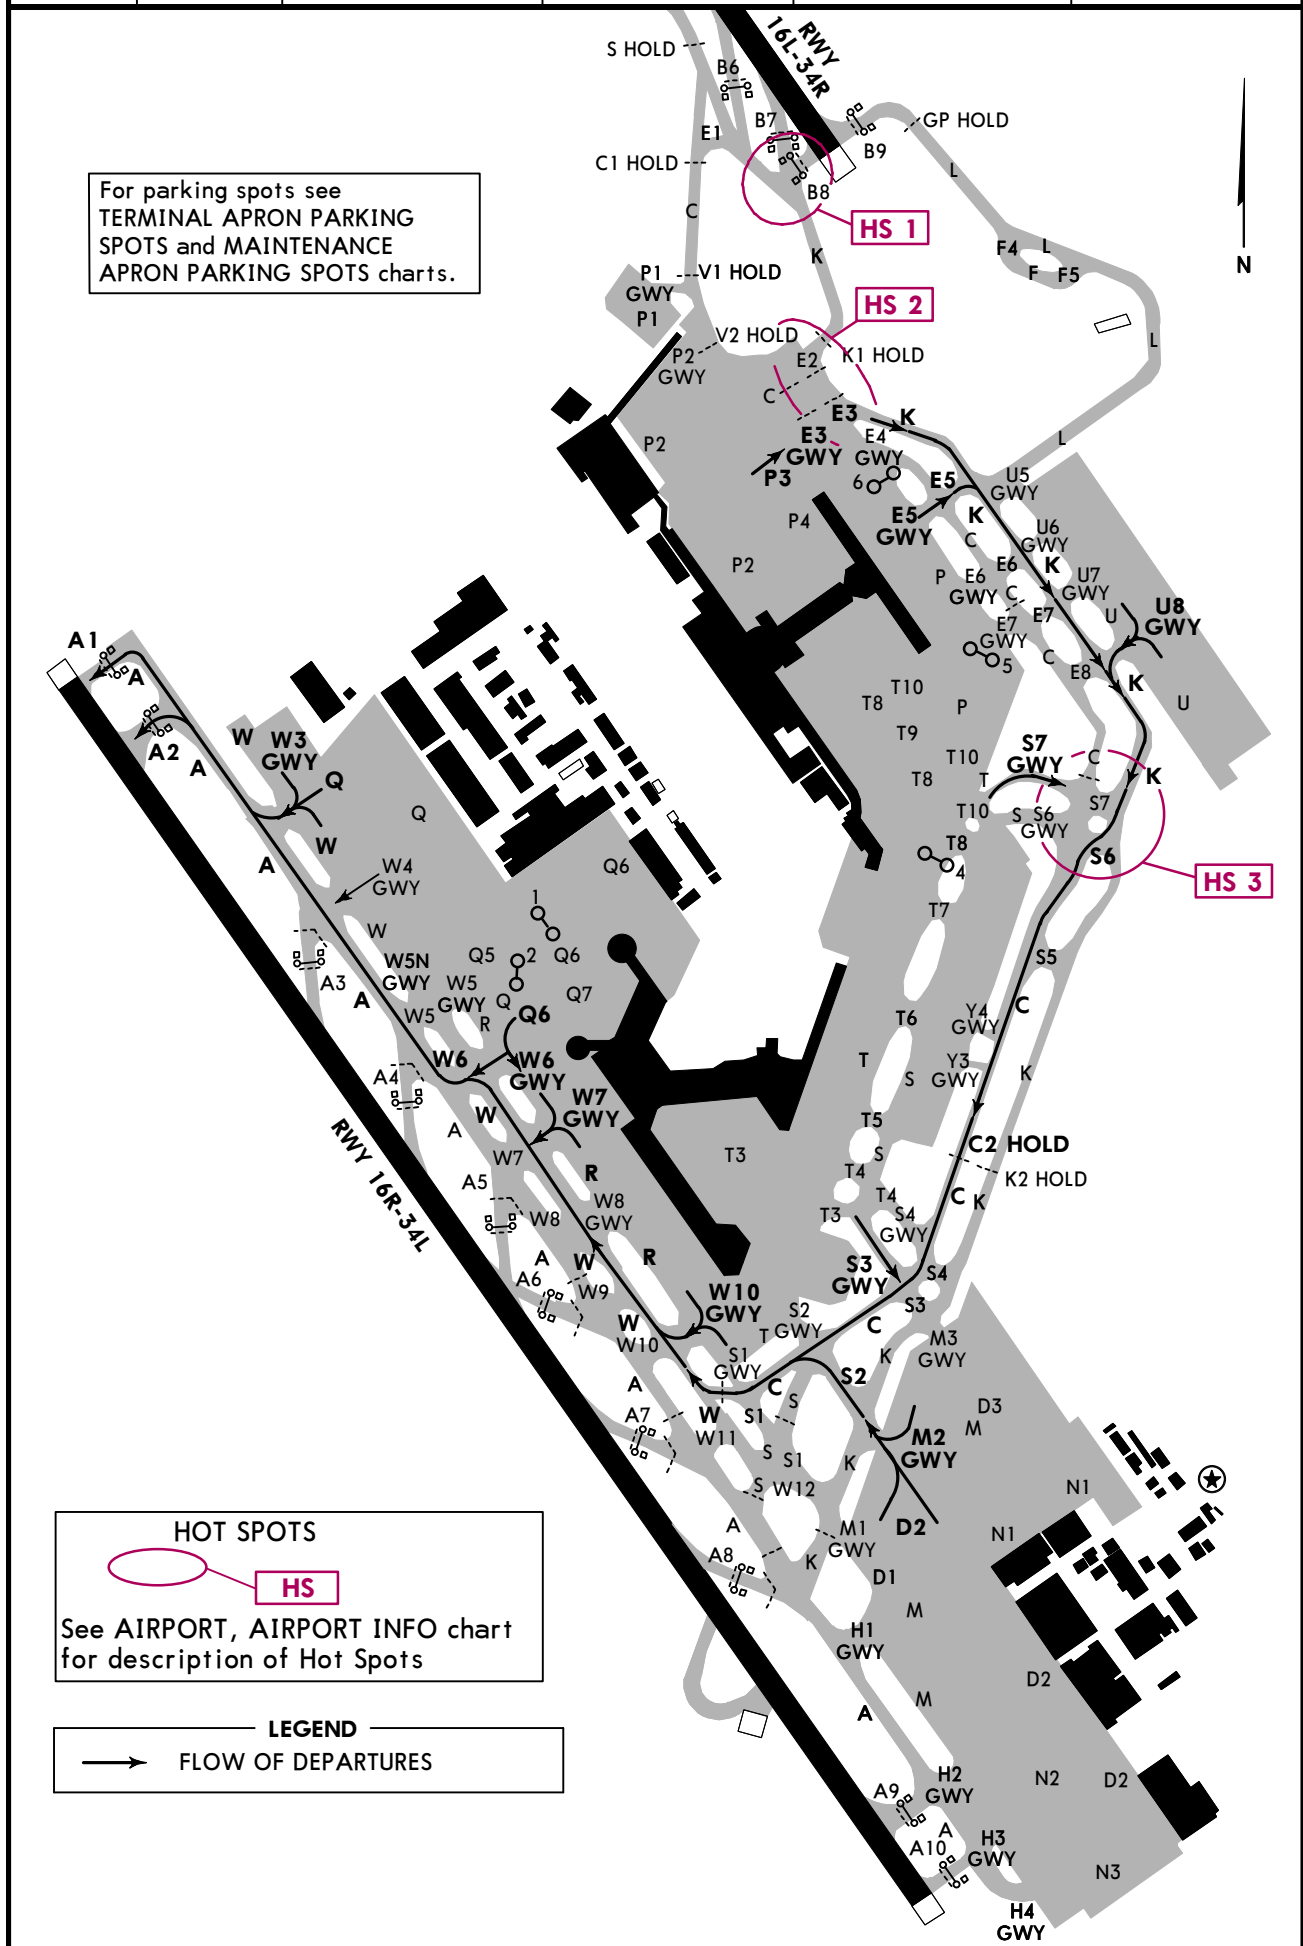 RWY
16L-34R
S HOLD
B6
B7
E1
C1 HOLD
B8
B9
GP HOLD
L
HS 1
For parking spots see
TERMINAL APRON PARKING
SPOTS and MAINTENANCE
APRON PARKING SPOTS charts.
C
K
F4
L
F
F5
N
P1
GWY
P1
V1 HOLD
HS 2
V2 HOLD
K1 HOLD
P2
GWY
E2
C
L
L
E3
K
P2
E3
GWY
E4
GWY
P3
6
E5
U5
GWY
P4
E5
GWY
K
C
U6
GWY
P2
E6
K
P
E6
GWY
C
U7
GWY
E7
GWY
E7
U
U8
GWY
5
C
E8
K
U
A1
A
A2
A
W
W3
GWY
Q
W
Q
T10
T8
P
T9
T10
T8
T
T10
S7
GWY
C
K
S
S6
GWY
S7
S6
HS 3
T8
4
T7
A
W4
GWY
Q6
1
W
W5N
GWY
Q5
2
Q6
A3
A
W5
GWY
Q
Q7
W5
R
Q6
S5
C
T6
Y4
GWY
W6
W6
GWY
T
S
Y3
GWY
K
A4
W7
GWY
W
A
T5
C2 HOLD
RWY 16R-34L
W7
R
T3
S
T4
K2 HOLD
A5
W8
W8
GWY
T4
C
K
T3
S4
GWY
A
W
R
S3
GWY
S4
A6
W9
W10
GWY
S3
W
W10
T
S2
GWY
C
M3
GWY
S1
GWY
K
A
C
S
S2
A7
W
S1
W11
D3
M
M2
GWY
S
S1
K
S
W12
N1
A
M1
GWY
D2
N1
A8
K
D1
M
H1
GWY
D2
A
M
HOT SPOTS
HS
See AIRPORT, AIRPORT INFO chart
for description of Hot Spots
LEGEND
FLOW OF DEPARTURES
A9
H2
GWY
N2
D2
A
A10
H3
GWY
N3
H4
GWY